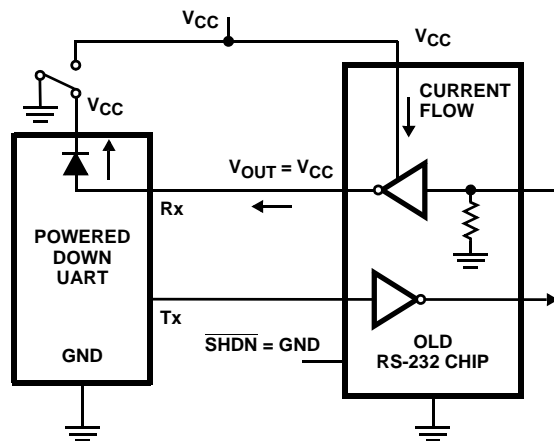 VCC
VCC
VCC
CURRENT
FLOW
VOUT = VCC
Rx
POWERED
DOWN
UART
Tx
GND
SHDN = GND
OLD
RS-232 CHIP